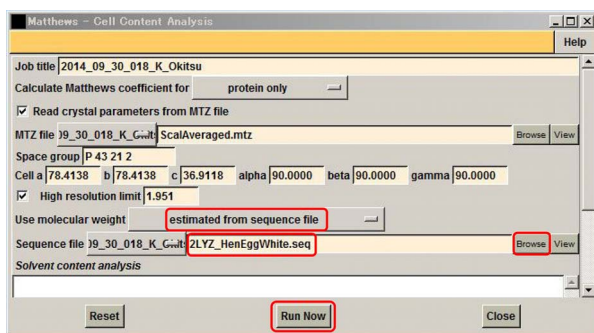 Matthews - Cell Content Analysis
Help
Job title 2014_09_30_018_K_Okitsu
Calculate Matthews coefficient for protein only
Read crystal parameters from MTZ file
MTZ file ScalAveraged.mtz Browse View
Space group P 43 21 2
Cell a 78.4138 b 78.4138 c 36.9118 alpha 90.0000 beta 90.0000 gamma 90.0000
High resolution limit 1.951
Use molecular weight estimated from sequence file
Sequence file 2LYZ_HenEggWhite.seq Browse View
Solvent content analysis
Reset Run Now Close